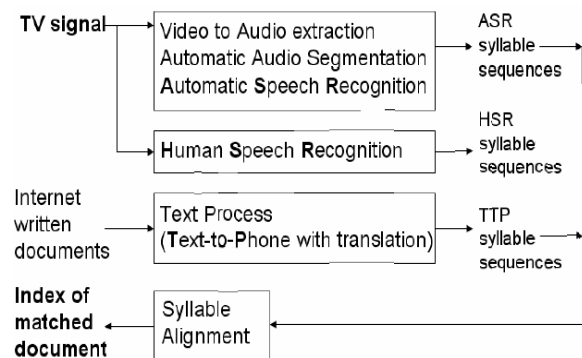 TV signal
Video to Audio extraction
Automatic Audio Segmentation
Automatic Speech Recognition
ASR
syllable
sequences
Human Speech Recognition
HSR
syllable
sequences
Internet
written
documents
Text Process
(Text-to-Phone with translation)
TTP
syllable
sequences
Index of
matched
document
Syllable
Alignment